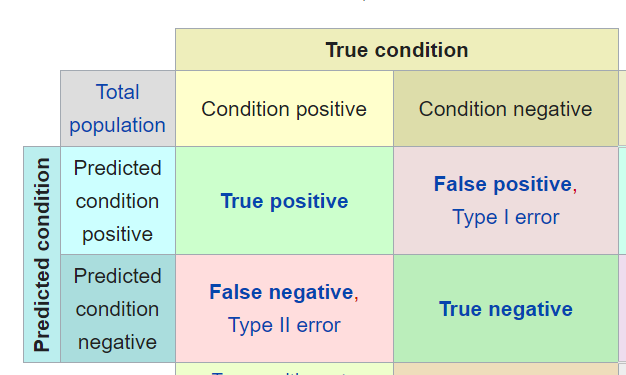 True condition
Total
population
Condition positive
Condition negative
Predicted condition
Predicted
condition
positive
True positive
False positive,
Type I error
Predicted
condition
negative
False negative,
Type II error
True negative